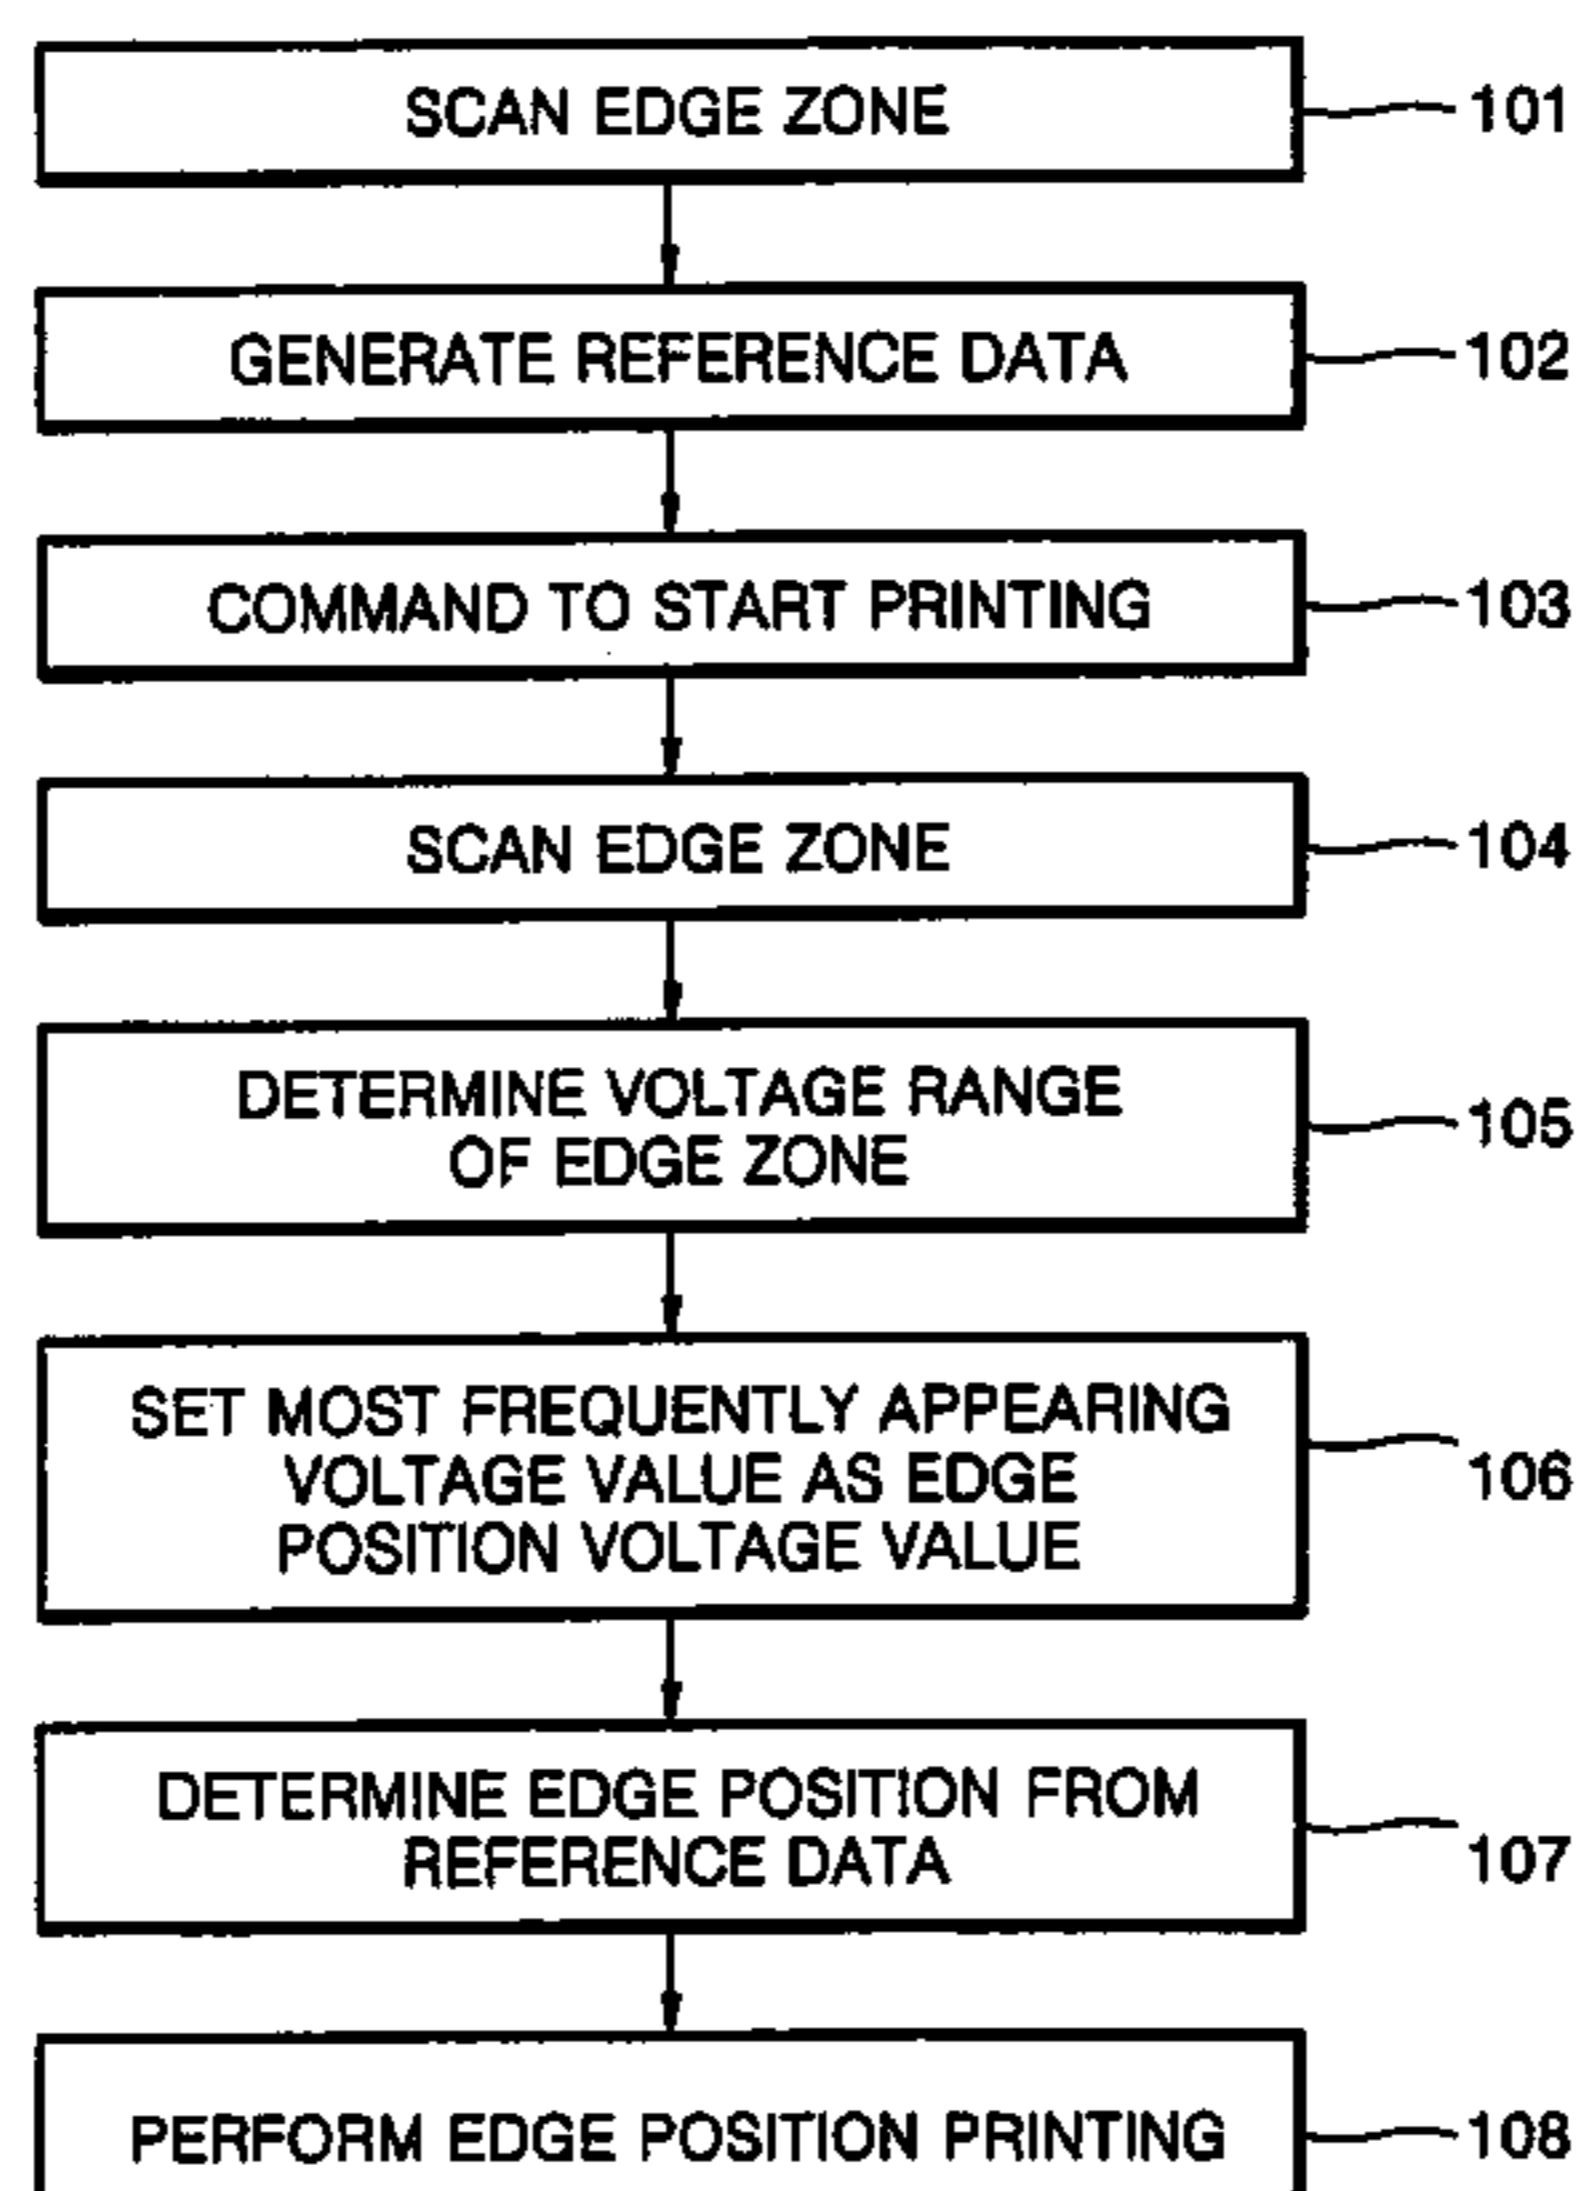 SCAN EDGE ZONE
101
GENERATE REFERENCE DATA
102
COMMAND TO START PRINTING
103
SCAN EDGE ZONE
104
DETERMINE VOLTAGE RANGE
OF EDGE ZONE
105
SET MOST FREQUENTLY APPEARING
VOLTAGE VALUE AS EDGE
POSITION VOLTAGE VALUE
106
DETERMINE EDGE POSITION FROM
REFERENCE DATA
107
PERFORM EDGE POSITION PRINTING
108